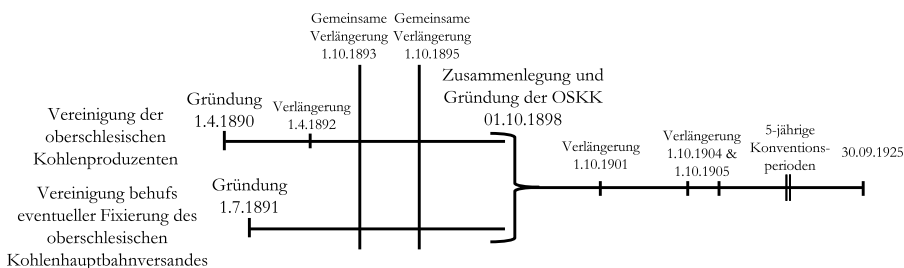 Gemeinsame
Verlängerung
1.10.1893
Gemeinsame
Verlängerung
1.10.1895
Zusammenlegung und
Gründung der OSKK
01.10.1898
Vereinigung der
oberschlesischen
Kohlenproduzenten
Gründung
1.4.1890
Verlängerung
1.4.1892
Verlängerung
1.10.1901
Verlängerung
1.10.1904 &
1.10.1905
5-jährige
Konventions-
perioden
30.09.1925
Vereinigung behufs
eventueller Fixierung des
oberschlesischen
Kohlenhauptbahnversandes
Gründung
1.7.1891